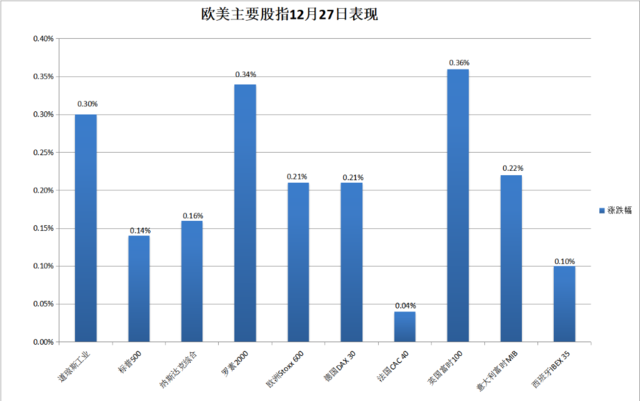 欧美主要股指12月27日表现
0.40%
0.35%
0.30%
0.25%
0.20%
0.15%
0.10%
0.05%
0.00%
0.30%
0.14%
0.16%
0.34%
0.21%
0.21%
0.04%
0.36%
0.22%
0.10%
道琼斯工业
标普500
纳斯达克综合
罗素2000
欧洲Stoxx 600
德国DAX 30
法国CAC 40
英国富时100
意大利富时MIB
西班牙IBEX 35
涨跌幅